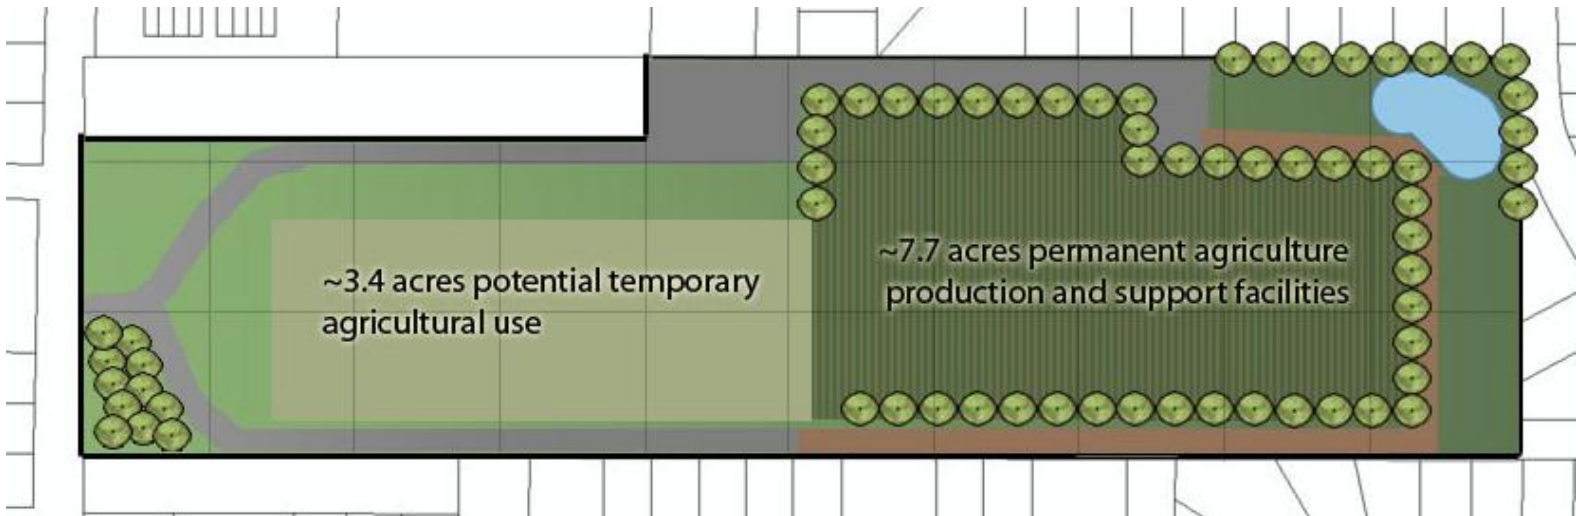 ~3.4 acres potential temporary
agricultural use
~7.7 acres permanent agriculture
production and support facilities